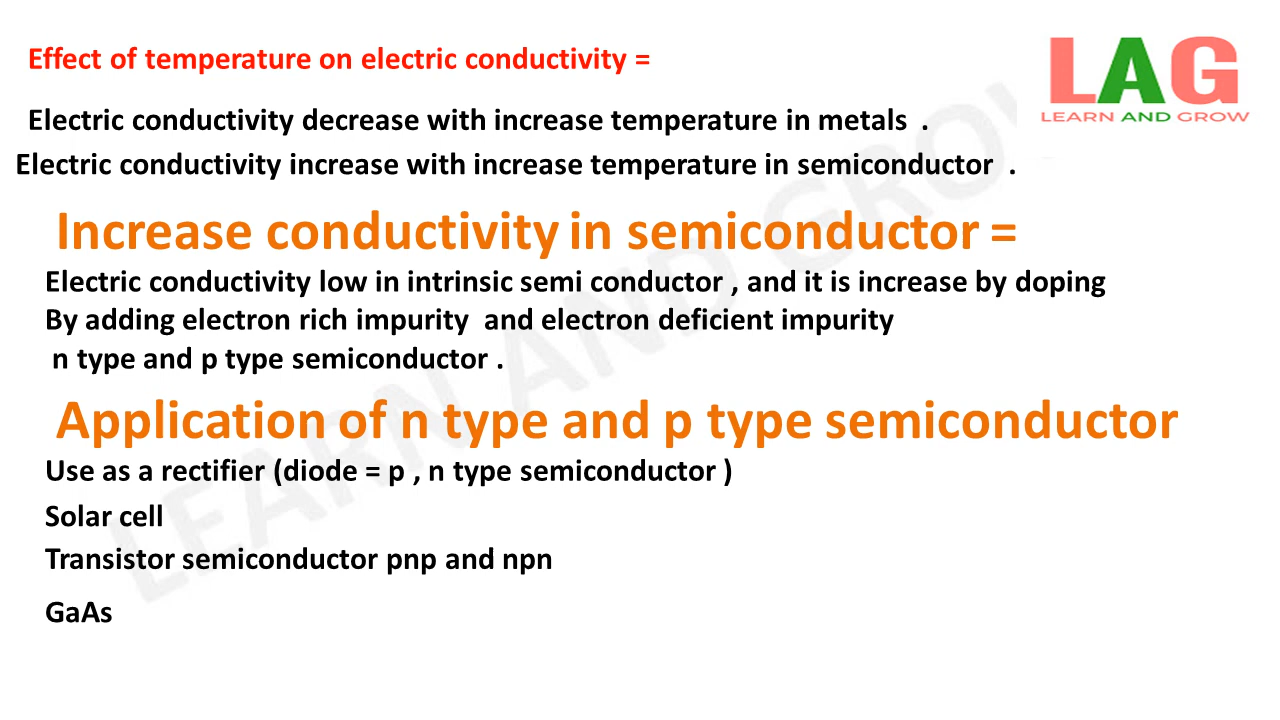 Effect of temperature on electric conductivity =
LAG
LEARN AND GROW
Electric conductivity decrease with increase temperature in metals .
Electric conductivity increase with increase temperature in semiconductor .
Increase conductivity in semiconductor =
Electric conductivity low in intrinsic semi conductor , and it is increase by doping
By adding electron rich impurity and electron deficient impurity
n type and p type semiconductor .
Application of n type and p type semiconductor
Use as a rectifier (diode = p , n type semiconductor )
Solar cell
Transistor semiconductor pnp and npn
GaAs
LEARN AND GROW